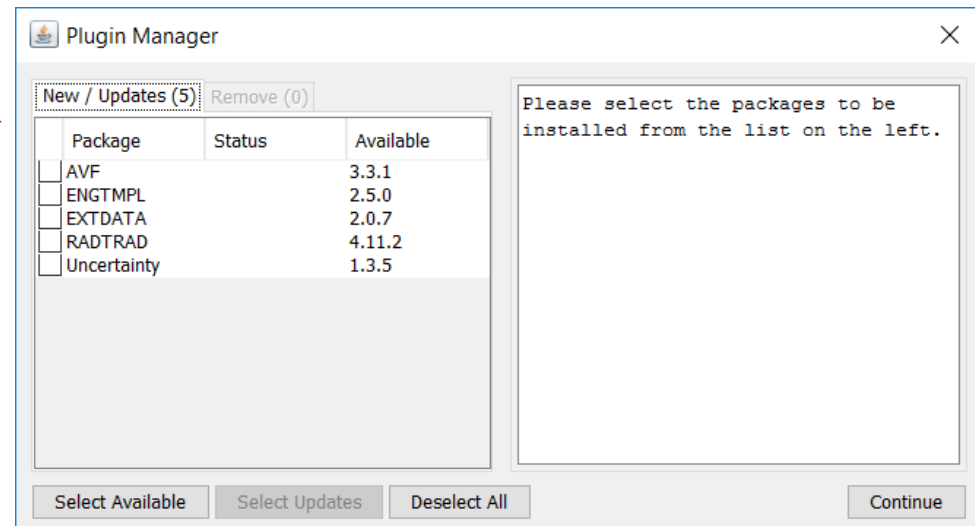 Plugin Manager
New / Updates (5) Remove (0)
Package Status Available
AVF 3.3.1
ENGTMPL 2.5.0
EXTDATA 2.0.7
RADTRAD 4.11.2
Uncertainty 1.3.5
Please select the packages to be
installed from the list on the left.
Select Available Select Updates Deselect All Continue